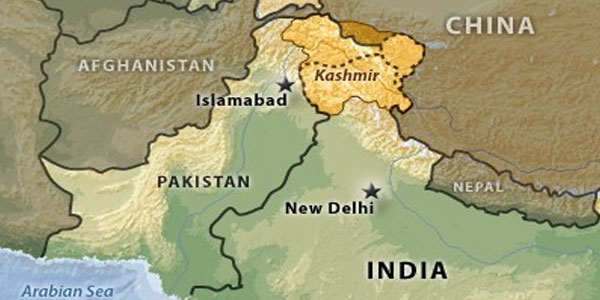 CHINA
AFGHANISTAN
Kashmir
Islamabad
PAKISTAN
NEPAL
New Delhi
INDIA
Arabian Sea